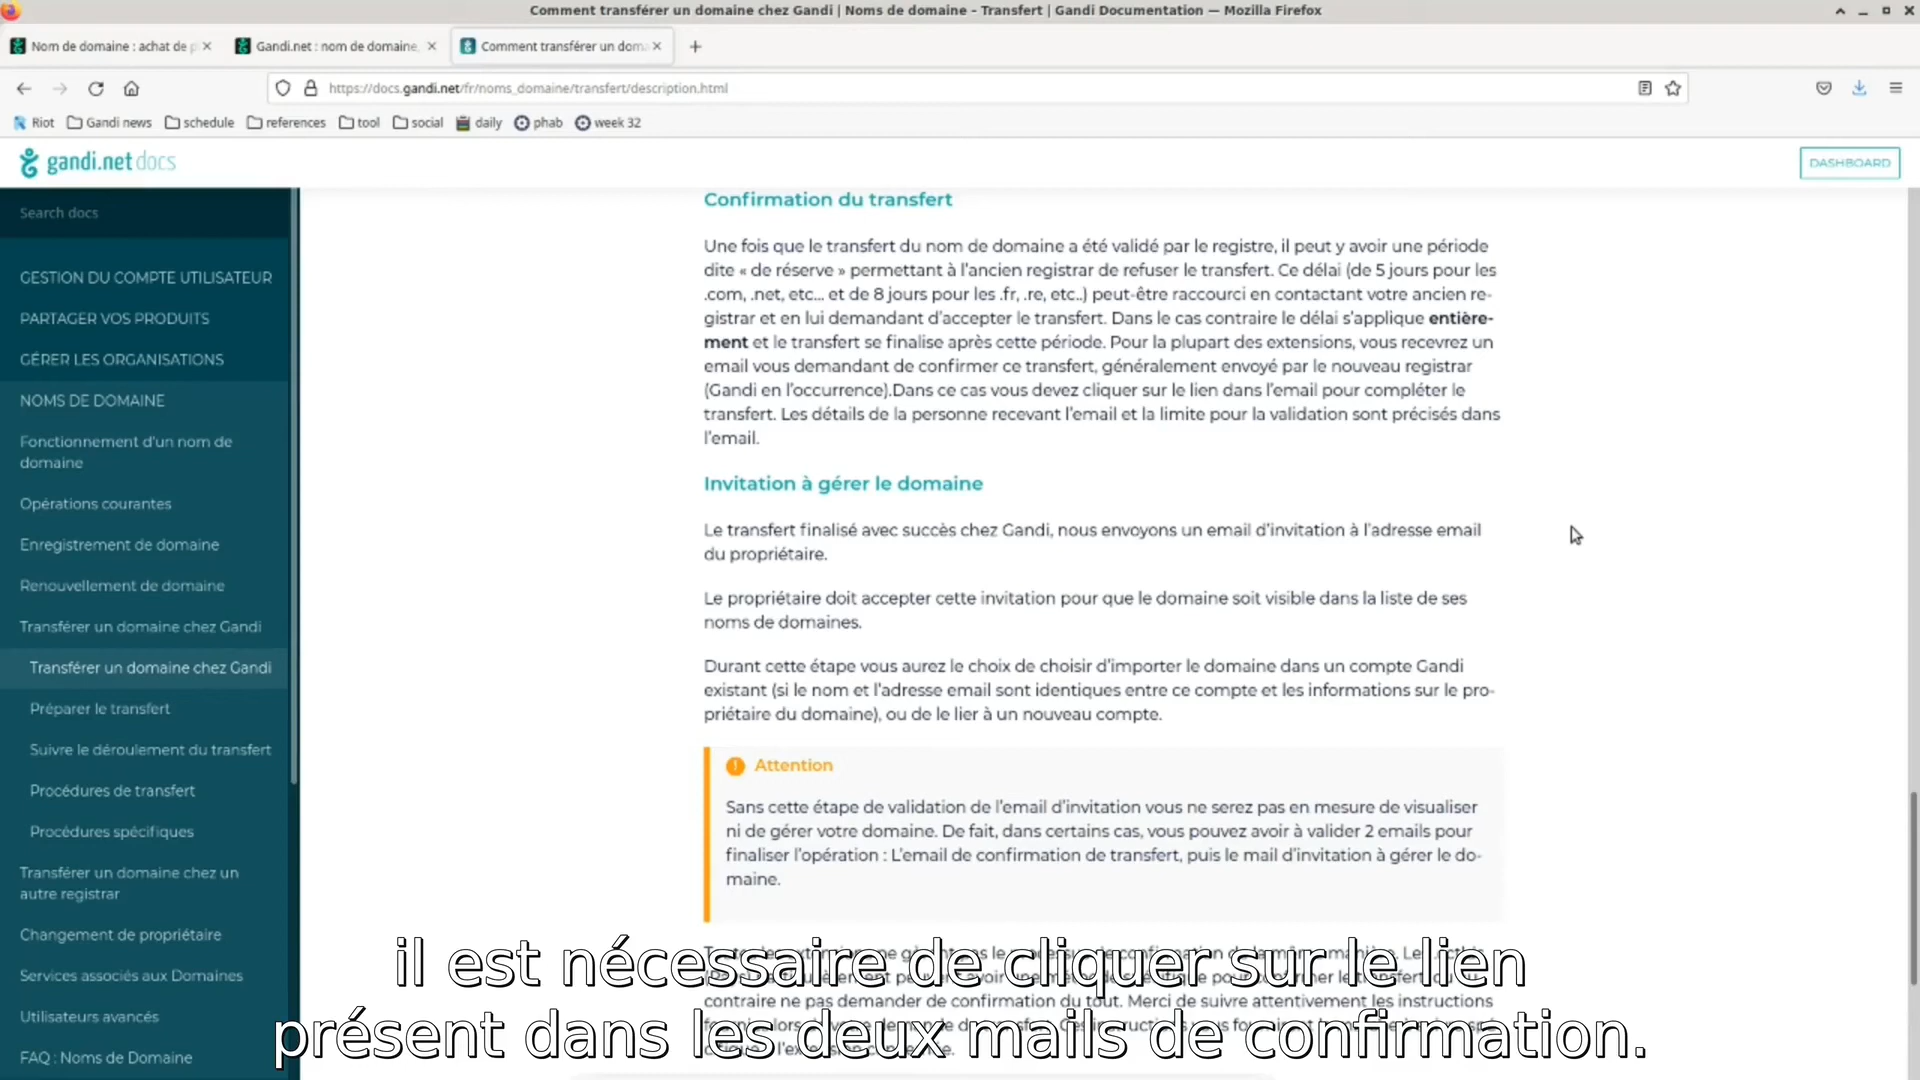 Comment transférer un domaine chez Gandi | Noms de domaine - Transfert | Gandi Documentation — Mozilla Firefox
Nom de domaine : achat de
Gandi.net : nom de domaine,
Comment transférer un doma
https://docs.gandi.net/fr/noms_domaine/transfert/description.html
Riot
Gandi news
schedule
references
tool
social
daily
phab
week 32
gandi.net docs
DASHBOARD
Search docs
GESTION DU COMPTE UTILISATEUR
PARTAGER VOS PRODUITS
GÉRER LES ORGANISATIONS
NOMS DE DOMAINE
Fonctionnement d'un nom de
domaine
Opérations courantes
Enregistrement de domaine
Renouvellement de domaine
Transférer un domaine chez Gandi
Transférer un domaine chez Gandi
Préparer le transfert
Suivre le déroulement du transfert
Procédures de transfert
Procédures spécifiques
Transférer un domaine chez un
autre registrar
Changement de propriétaire
Services associés aux Domaines
Utilisateurs avancés
FAQ : Noms de Domaine
Confirmation du transfert
Une fois que le transfert du nom de domaine a été validé par le registre, il peut y avoir une période
dite « de réserve » permettant à l'ancien registrar de refuser le transfert. Ce délai (de 5 jours pour les
.com, .net, etc... et de 8 jours pour les .fr, .re, etc..) peut-être raccourci en contactant votre ancien re-
gistrar et en lui demandant d'accepter le transfert. Dans le cas contraire le délai s'applique entière-
ment et le transfert se finalise après cette période. Pour la plupart des extensions, vous recevrez un
email vous demandant de confirmer ce transfert, généralement envoyé par le nouveau registrar
(Gandi en l'occurrence).Dans ce cas vous devez cliquer sur le lien dans l'email pour compléter le
transfert. Les détails de la personne recevant l'email et la limite pour la validation sont précisés dans
l'email.
Invitation à gérer le domaine
Le transfert finalisé avec succès chez Gandi, nous envoyons un email d'invitation à l'adresse email
du propriétaire.
Le propriétaire doit accepter cette invitation pour que le domaine soit visible dans la liste de ses
noms de domaines.
Durant cette étape vous aurez le choix de choisir d'importer le domaine dans un compte Gandi
existant (si le nom et l'adresse email sont identiques entre ce compte et les informations sur le pro-
priétaire du domaine), ou de le lier à un nouveau compte.
Attention
Sans cette étape de validation de l'email d'invitation vous ne serez pas en mesure de visualiser
ni de gérer votre domaine. De fait, dans certains cas, vous pouvez avoir à valider 2 emails pour
finaliser l'opération : L'email de confirmation de transfert, puis le mail d'invitation à gérer le do-
maine.
contraire ne pas demander de confirmation du tout. Merci de suivre attentivement les instructions
il est nécessaire de cliquer sur le lien
présent dans les deux mails de confirmation.